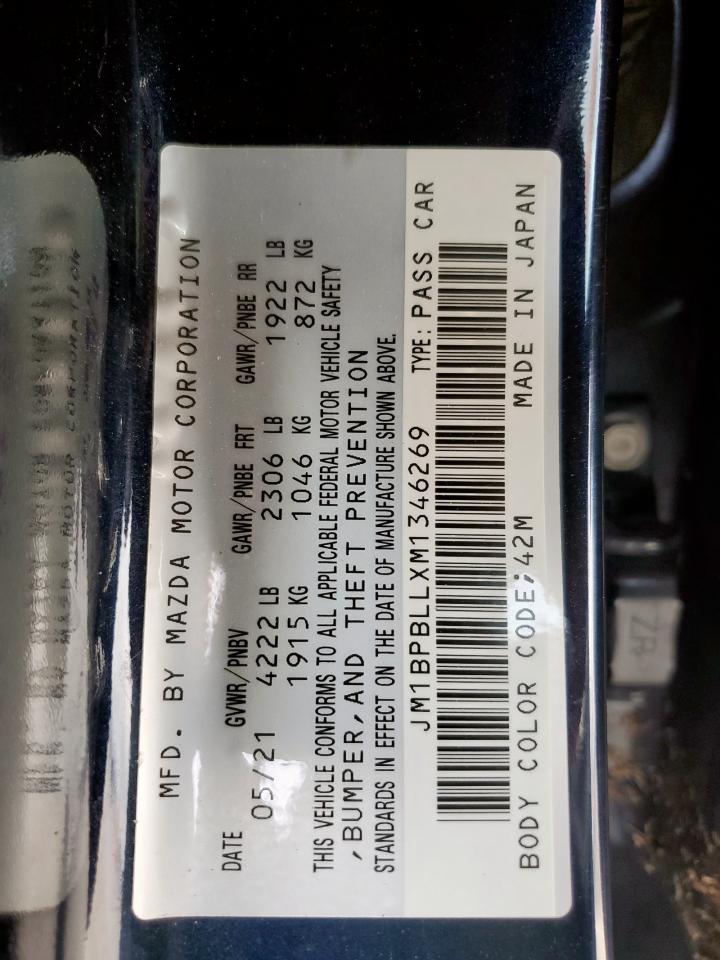 MFD. BY MAZDA MOTOR CORPORATION
DATE GVWR/PNBV GAWR/PNBE FRT GAWR/PNBE RR
05/21 4222 LB 2306 LB 1922 LB
1915 KG 1046 KG 872 KG
THIS VEHICLE CONFORMS TO ALL APPLICABLE FEDERAL MOTOR VEHICLE SAFETY
,BUMPER,AND THEFT PREVENTION
STANDARDS IN EFFECT ON THE DATE OF MANUFACTURE SHOWN ABOVE.
JM1BPBLLXM1346269 TYPE: PASS CAR
BODY COLOR CODE: 42M MADE IN JAPAN
ZR